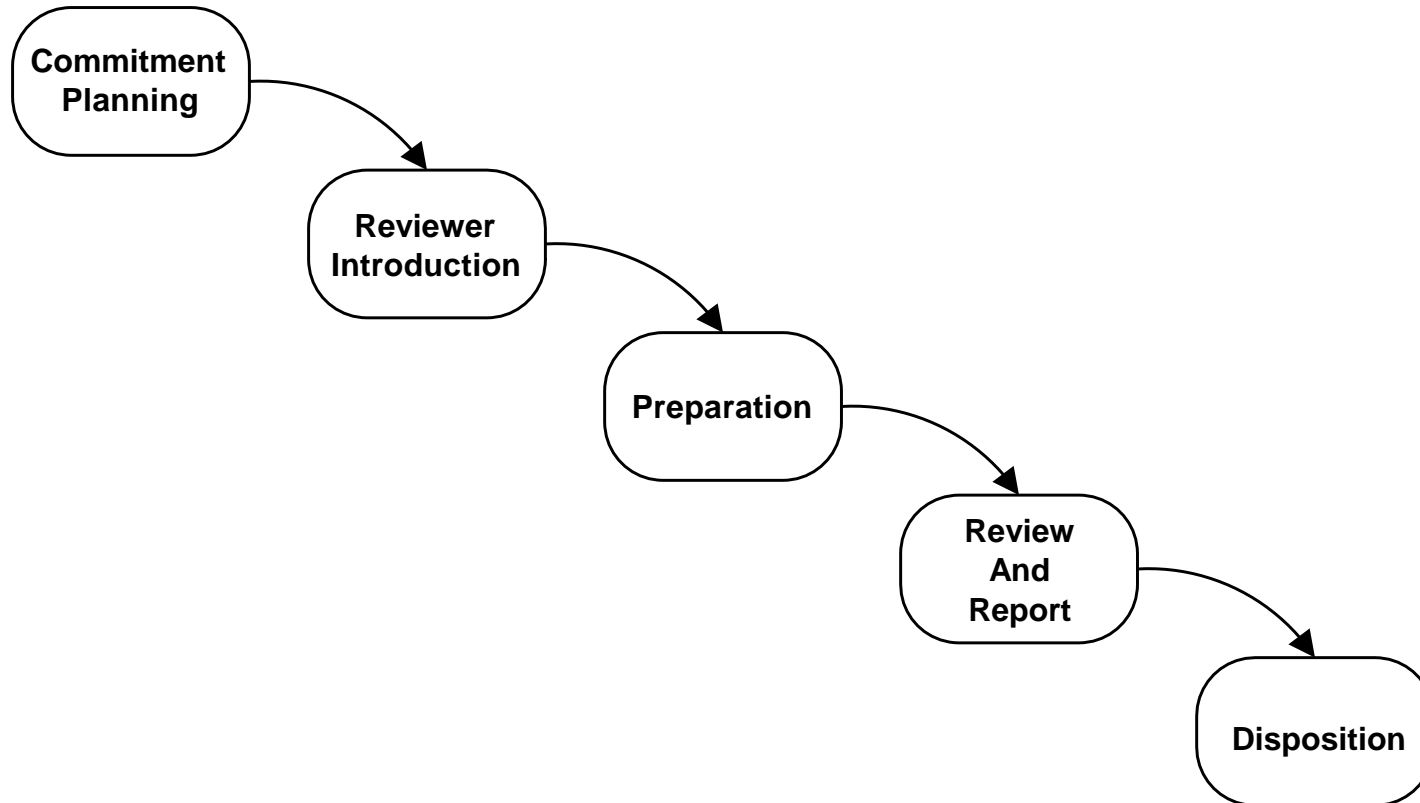 Commitment
Planning
Reviewer
Introduction
Preparation
Review
And
Report
Disposition